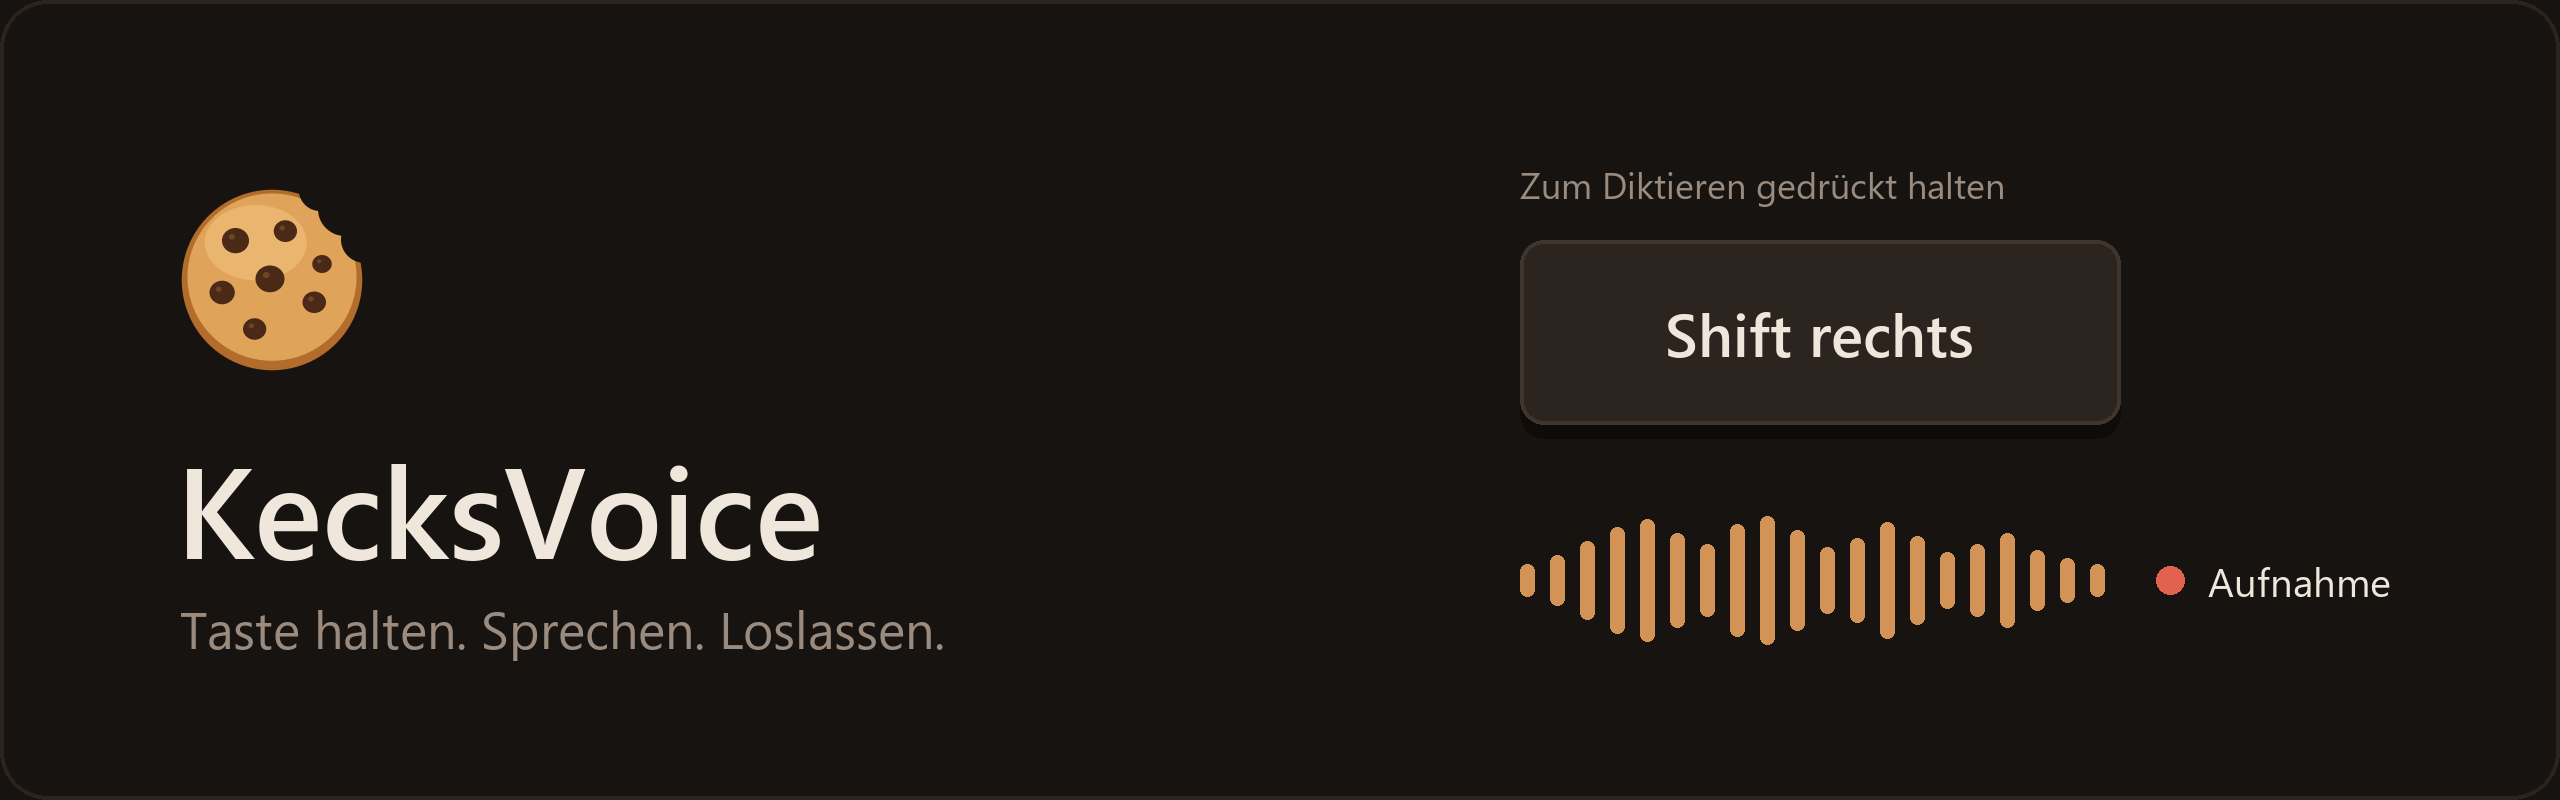 KecksVoice
Taste halten. Sprechen. Loslassen.
Zum Diktieren gedrückt halten
Shift rechts
Aufnahme